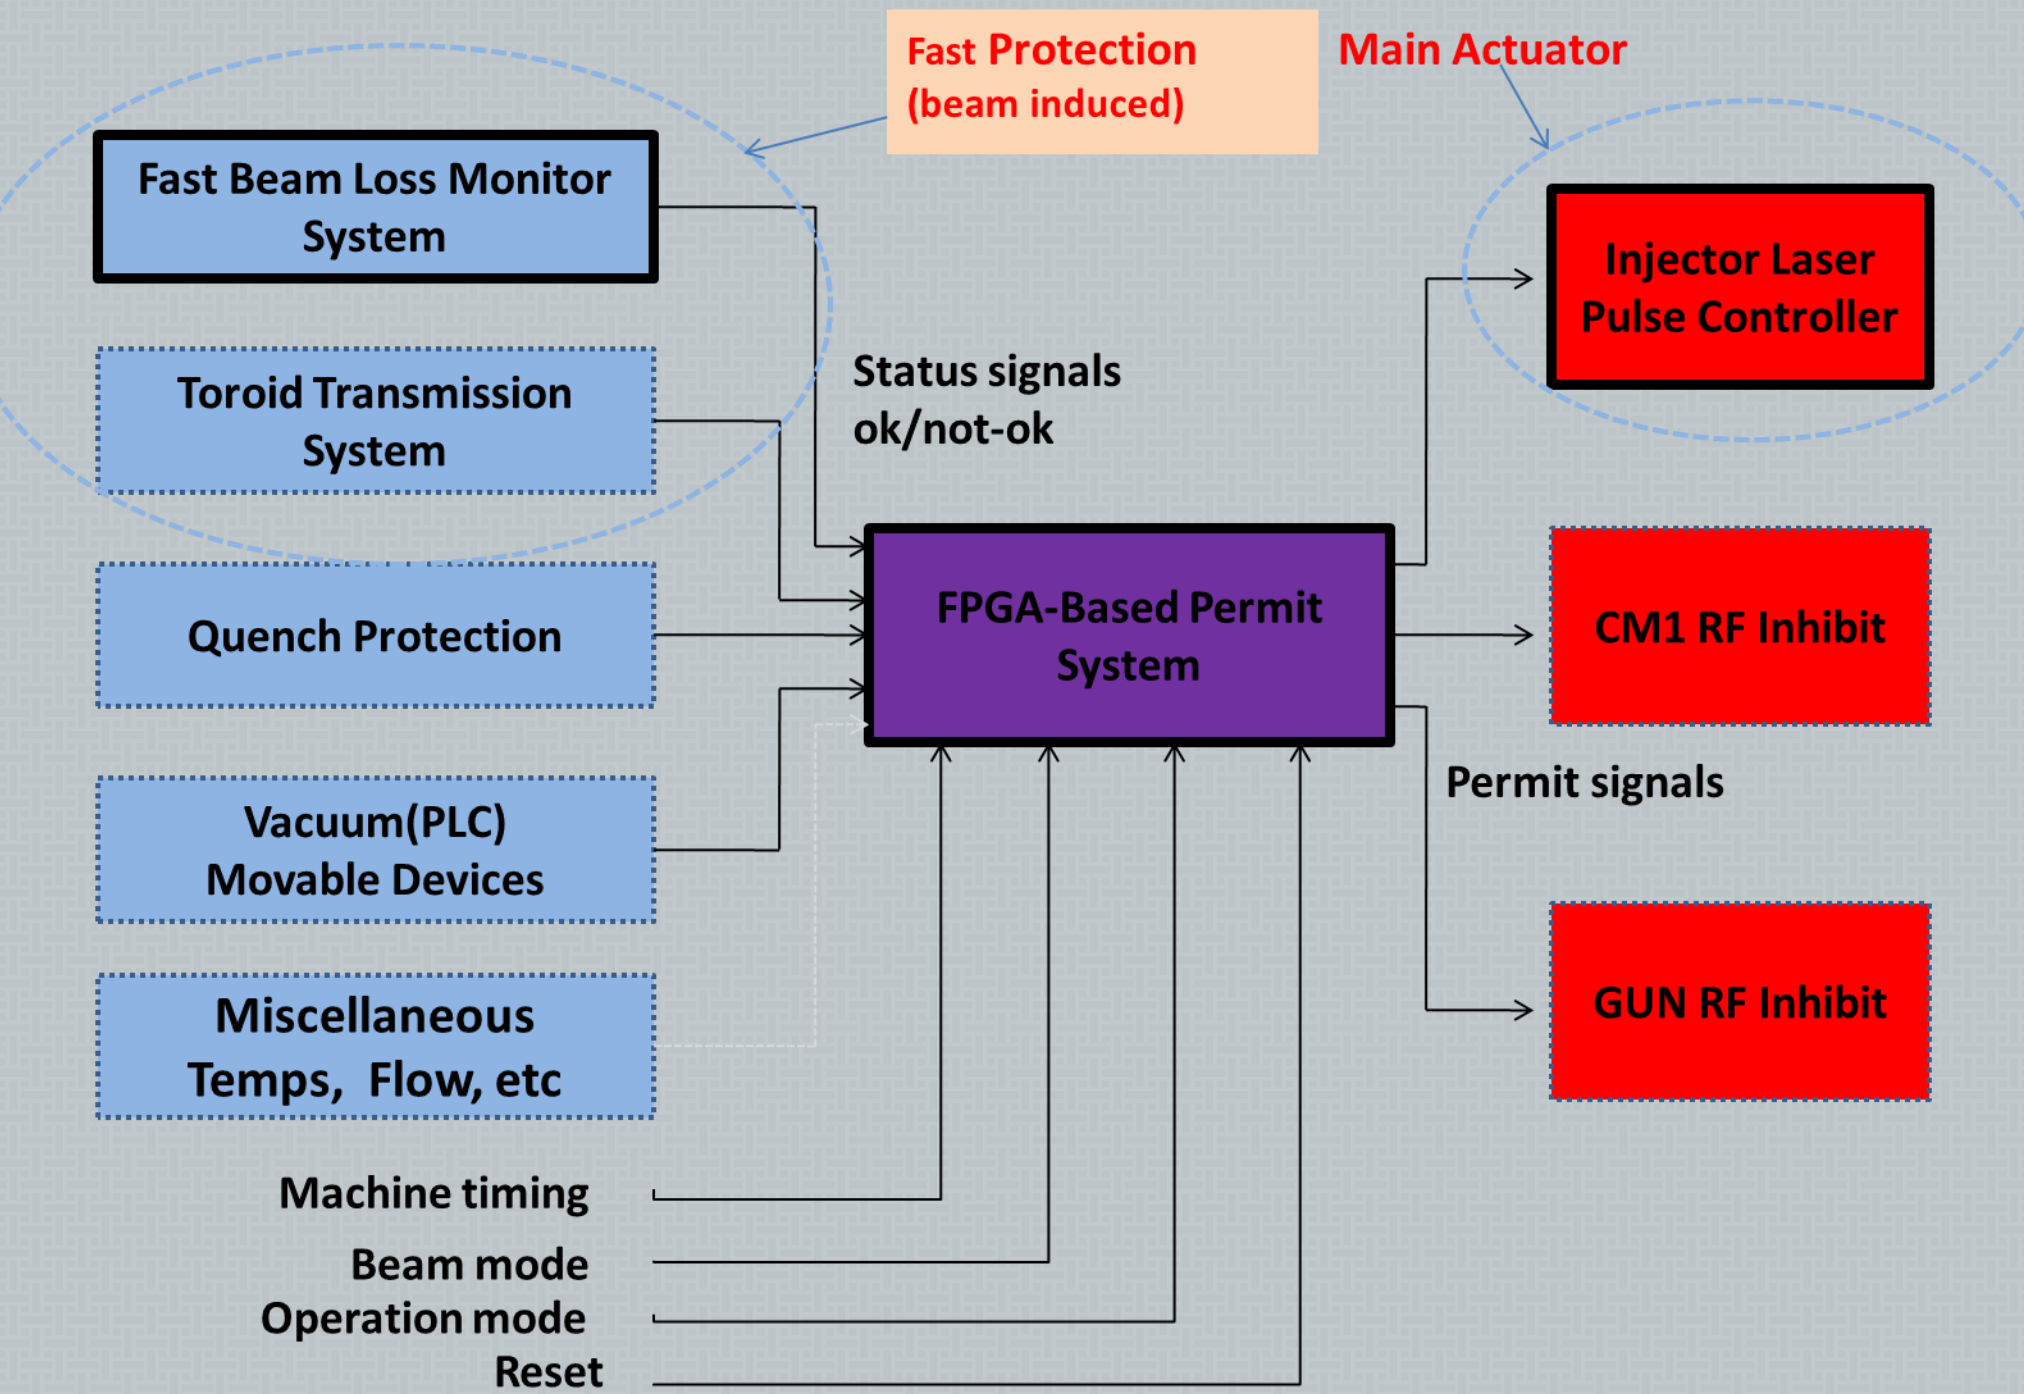 Fast Protection
(beam induced)
Main Actuator
Fast Beam Loss Monitor
System
Toroid Transmission
System
Quench Protection
Vacuum(PLC)
Movable Devices
Miscellaneous
Temps, Flow, etc
Machine timing
Beam mode
Operation mode
Reset
Status signals
ok/not-ok
FPGA-Based Permit
System
Injector Laser
Pulse Controller
CM1 RF Inhibit
Permit signals
GUN RF Inhibit